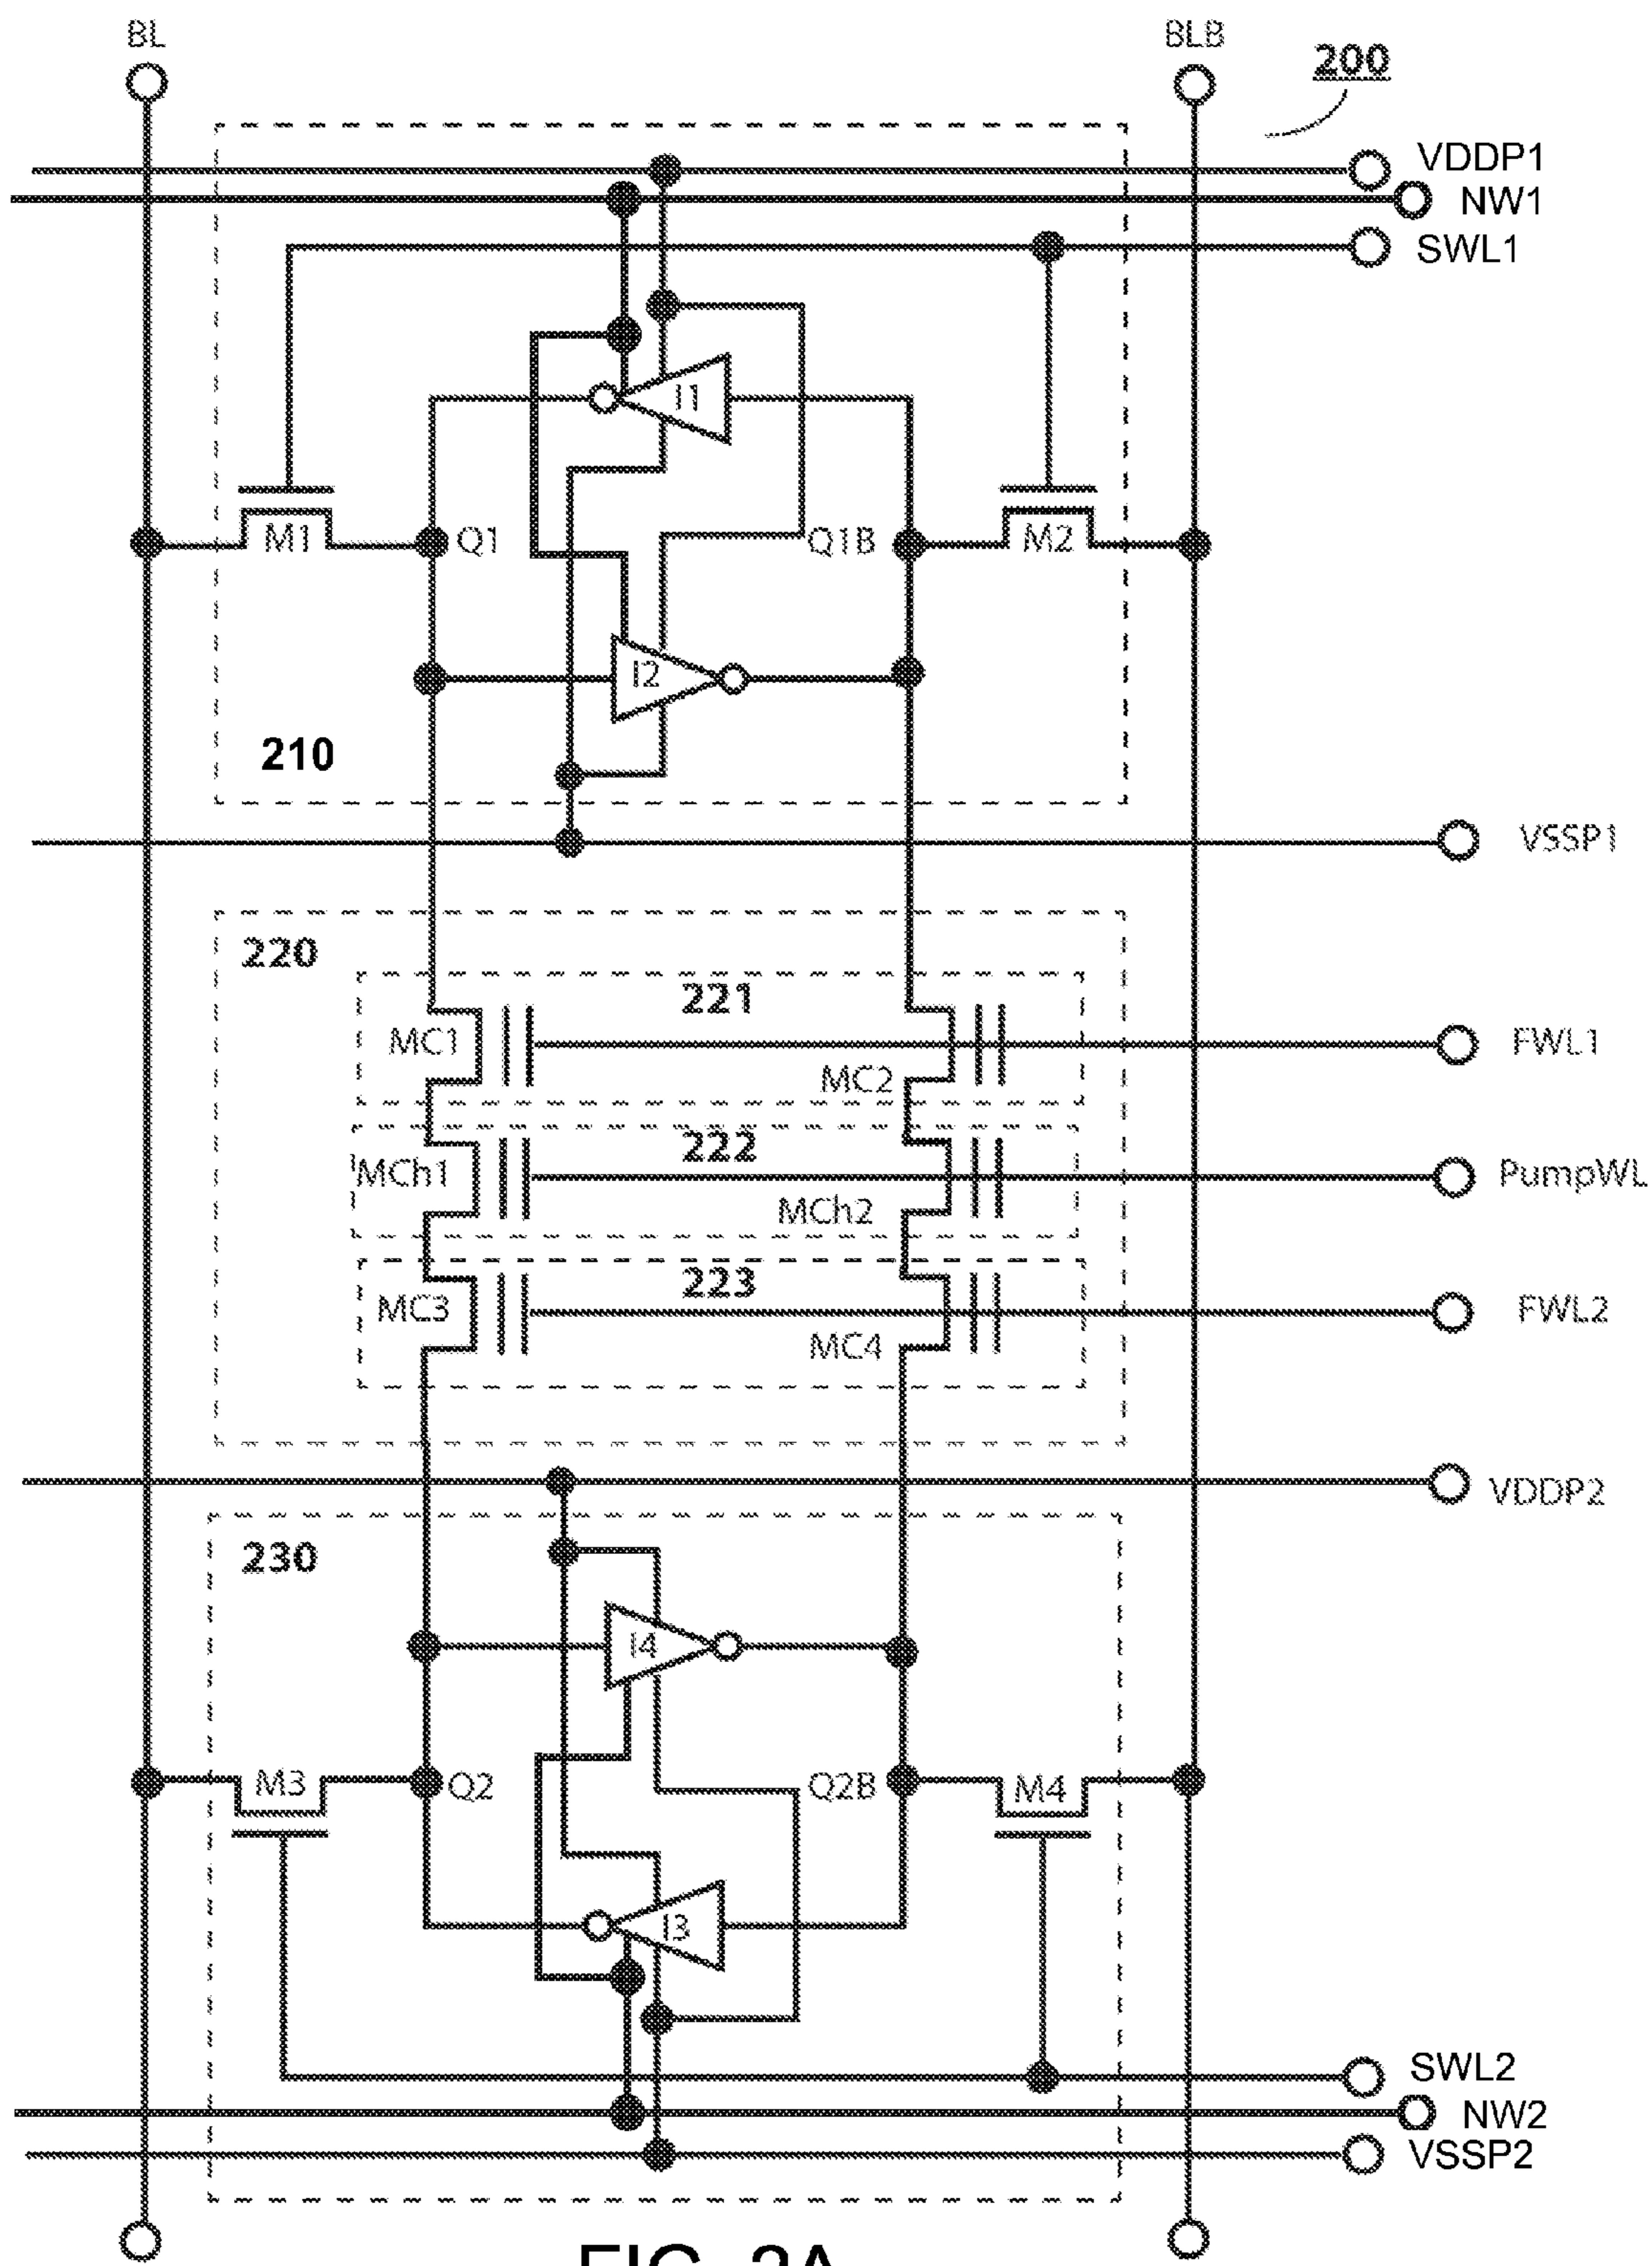 BL
BLB
200
VDDP1
NW1
SWL1
I1
M1
Q1
Q1B
M2
I2
210
VSSP1
220
221
MC1
FWL1
MC2
222
MCh1
PumpWL
MCh2
223
MC3
FWL2
MC4
VDDP2
230
I4
M3
Q2
Q2B
M4
I3
SWL2
NW2
VSSP2
FIG. 2A